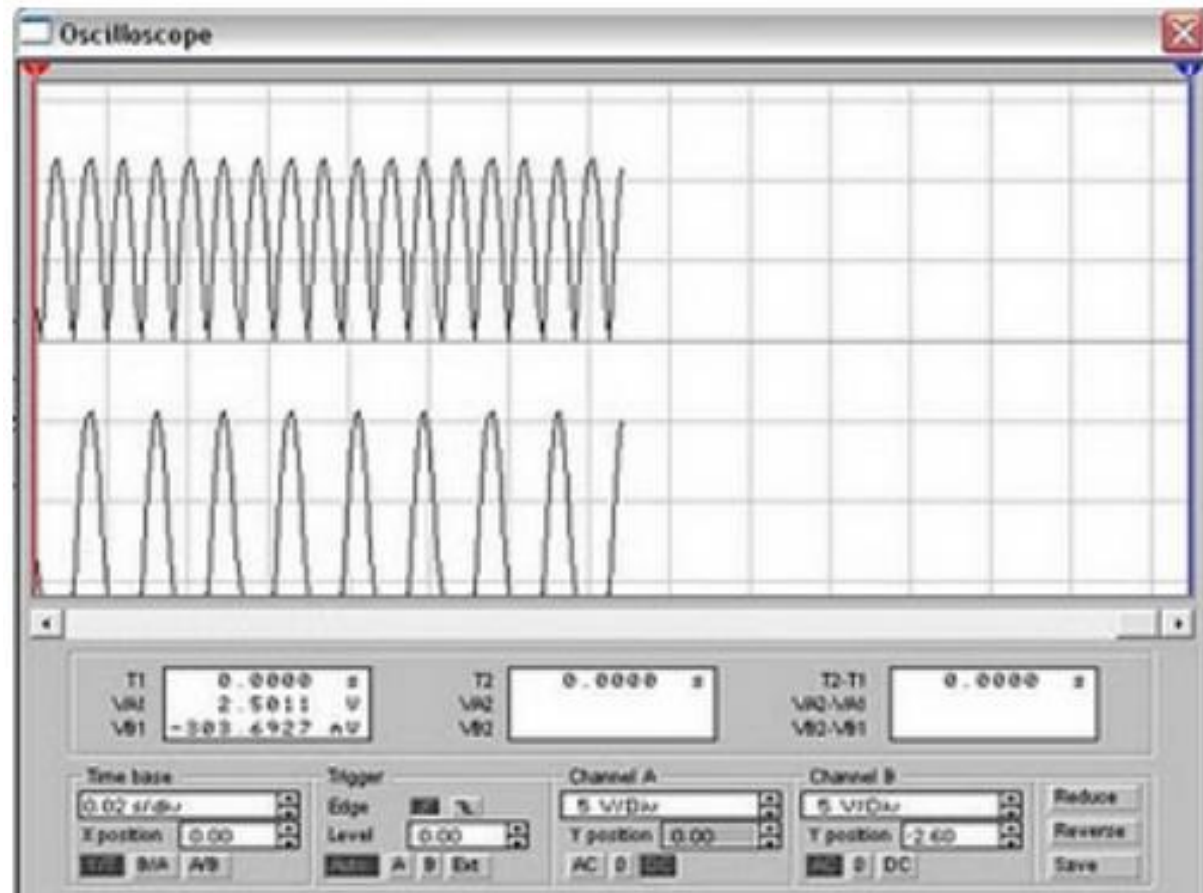 Oscilloscope
T1 0.0000 s T2 0.0000 s T2-T1 0.0000 s
VA1 2.5011 V VA2 VA2-VA1
VB1 -303.6927 mV VB2 VB2-VB1
Time base Trigger Channel A Channel B
0.02 s/div Edge 5 V/Div 5 V/Div Reduce
X position 0.00 Level 0.00 Y position 0.00 Y position -2.60 Reverse
Y/T B/A A/B Auto A B Ext AC 0 DC AC 0 DC Save